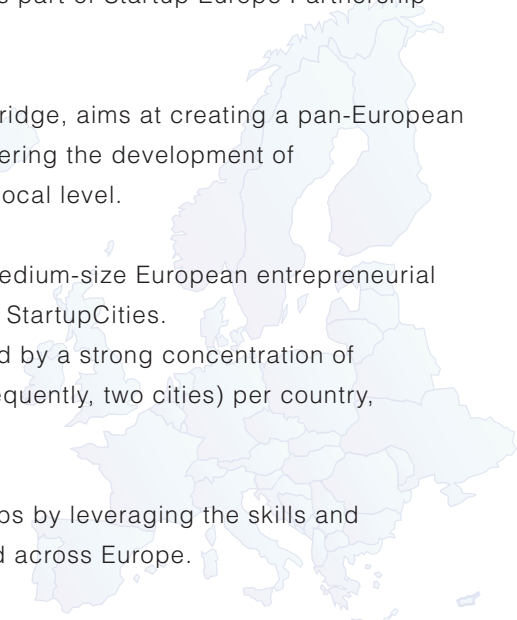 s part of Startup Europe Partnership
ridge, aims at creating a pan-European
ering the development of
ocal level.
edium-size European entrepreneurial
StartupCities.
d by a strong concentration of
equently, two cities) per country,
ps by leveraging the skills and
d across Europe.